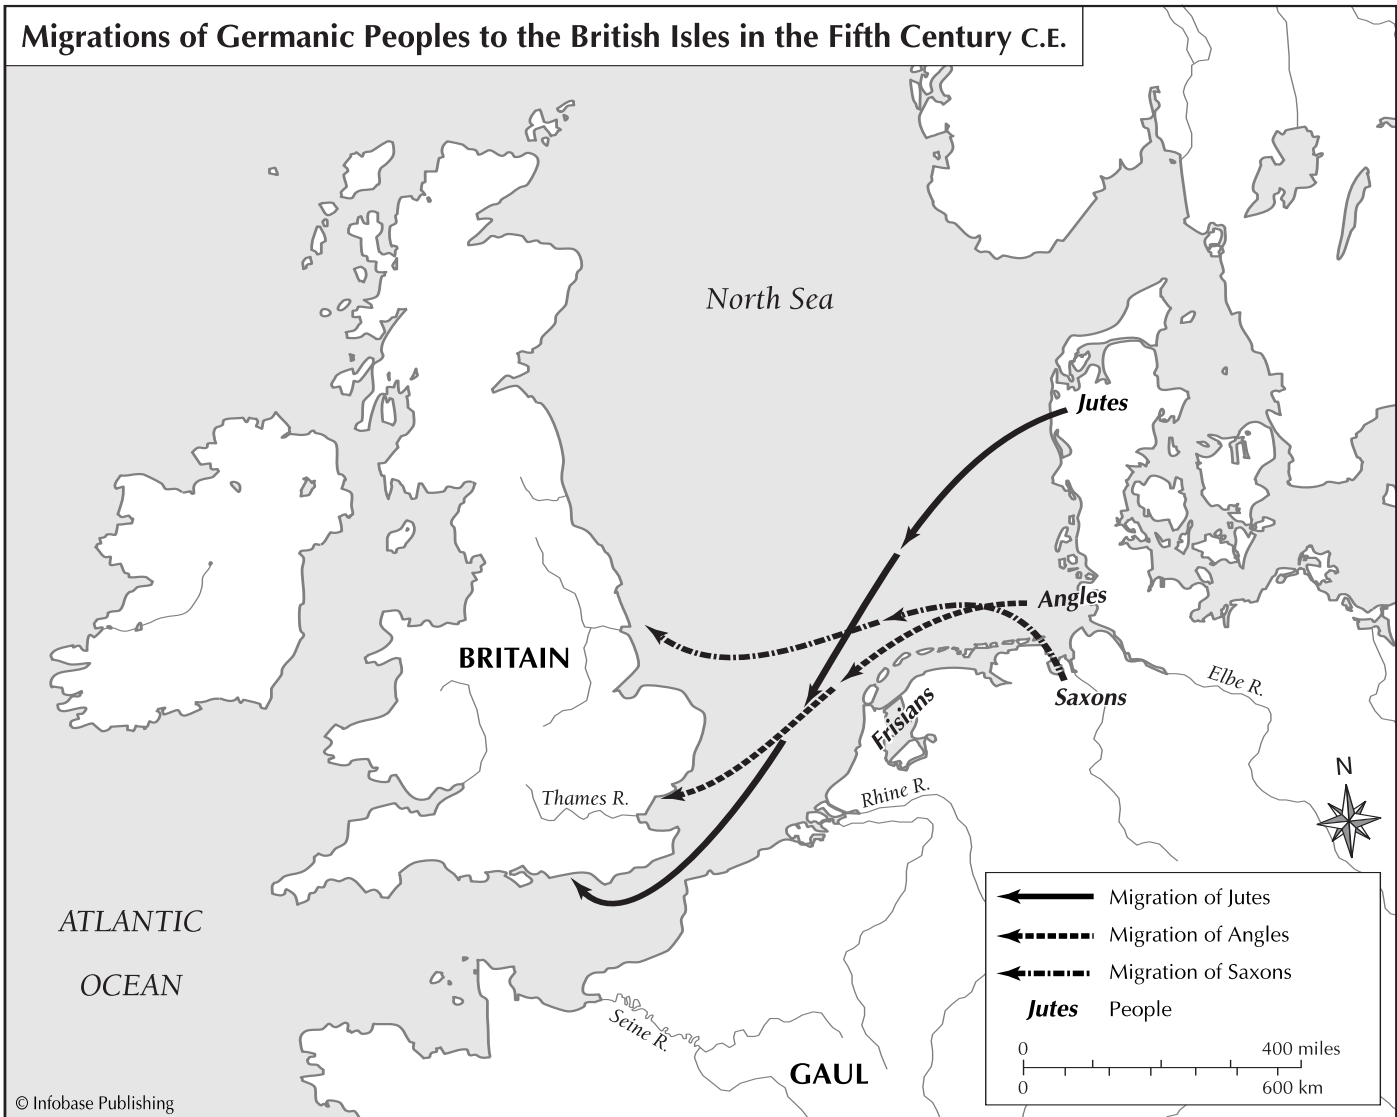 Migrations of Germanic Peoples to the British Isles in the Fifth Century C.E.
North Sea
Jutes
Angles
BRITAIN
Saxons
Elbe R.
Frisians
Thames R.
Rhine R.
N
ATLANTIC
OCEAN
Seine R.
GAUL
Migration of Jutes
Migration of Angles
Migration of Saxons
Jutes People
0 400 miles
0 600 km
© Infobase Publishing